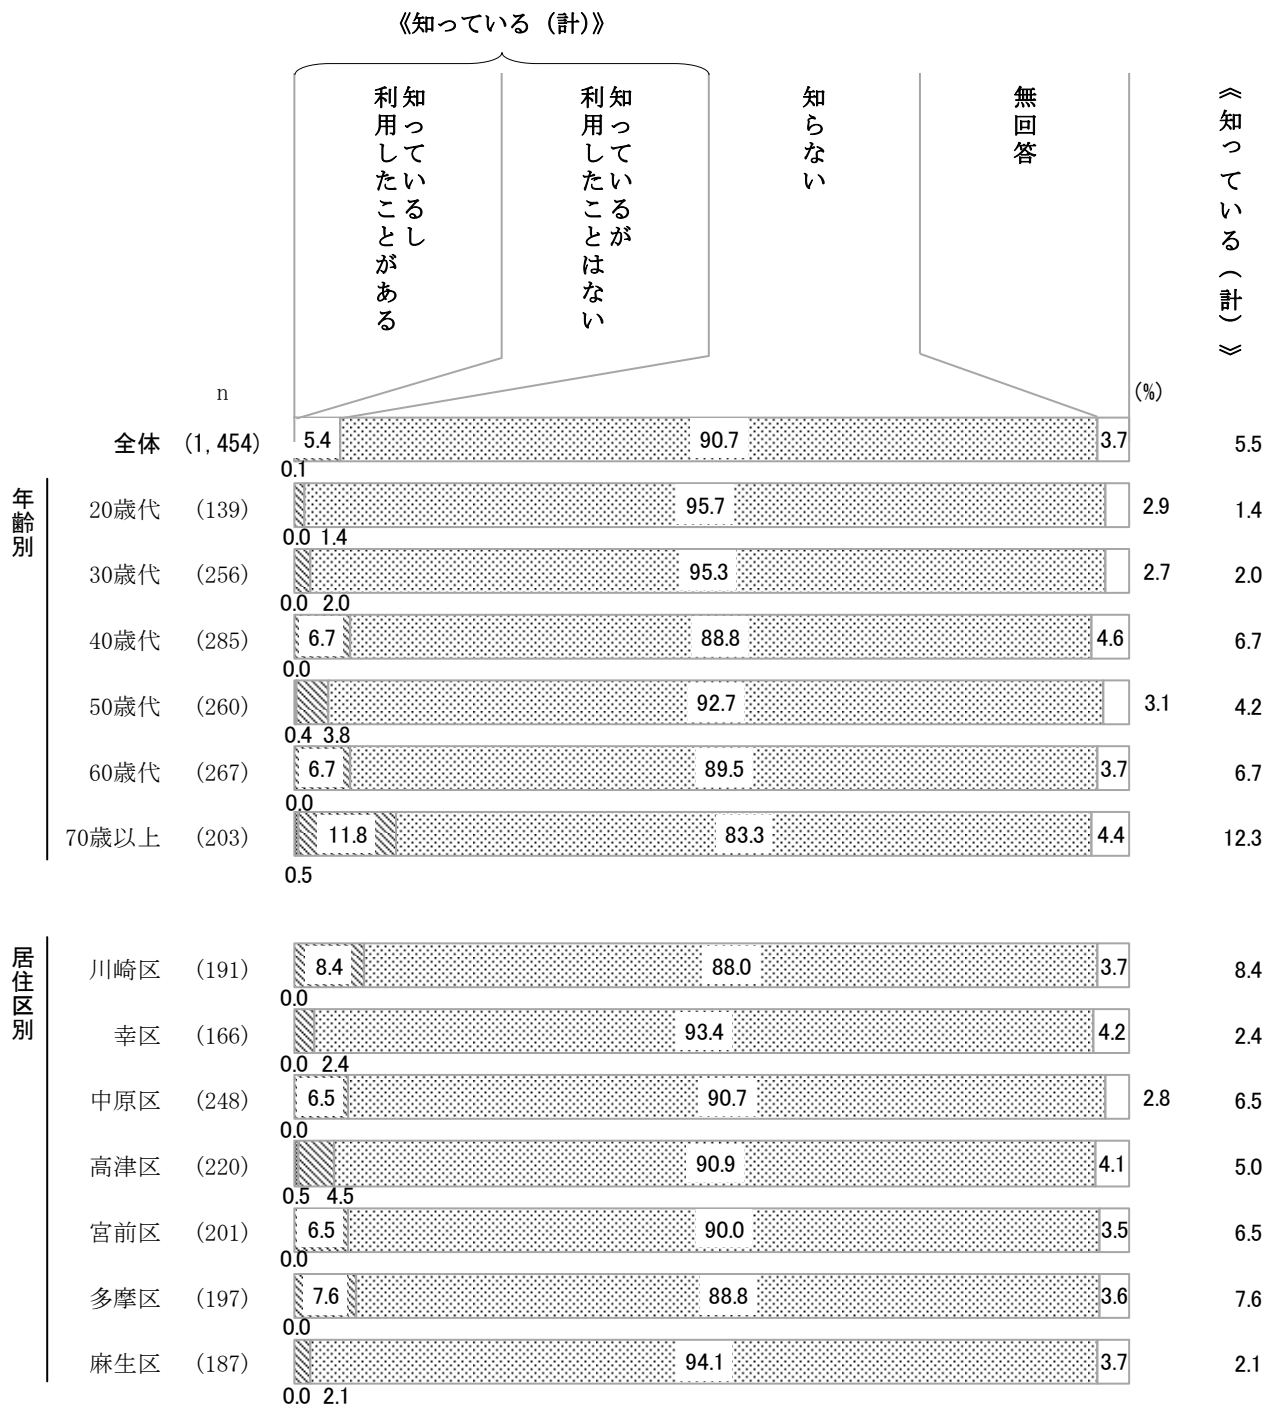 《知っている（計）》
知っているし
利用したことがある
知っているが
利用したことはない
知らない
無回答
《知っている（計）》
n
(%)
全体 (1,454) 5.4 90.7 3.7 5.5
0.1
年齢別
20歳代 (139) 95.7 2.9 1.4
0.0 1.4
30歳代 (256) 95.3 2.7 2.0
0.0 2.0
40歳代 (285) 6.7 88.8 4.6 6.7
0.0
50歳代 (260) 92.7 3.1 4.2
0.4 3.8
60歳代 (267) 6.7 89.5 3.7 6.7
0.0
70歳以上 (203) 11.8 83.3 4.4 12.3
0.5
居住区別
川崎区 (191) 8.4 88.0 3.7 8.4
0.0
幸区 (166) 93.4 4.2 2.4
0.0 2.4
中原区 (248) 6.5 90.7 2.8 6.5
0.0
高津区 (220) 90.9 4.1 5.0
0.5 4.5
宮前区 (201) 6.5 90.0 3.5 6.5
0.0
多摩区 (197) 7.6 88.8 3.6 7.6
0.0
麻生区 (187) 94.1 3.7 2.1
0.0 2.1